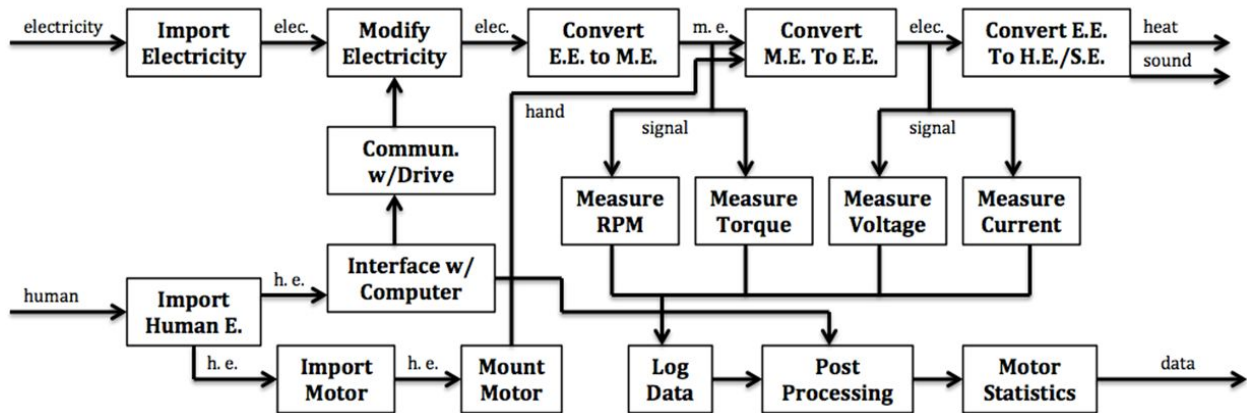 electricity
Import
Electricity
elec.
Modify
Electricity
elec.
Convert
E.E. to M.E.
m. e.
Convert
M.E. To E.E.
elec.
Convert E.E.
To H.E./S.E.
heat
sound
hand
signal
signal
Commun.
w/Drive
Measure
RPM
Measure
Torque
Measure
Voltage
Measure
Current
human
Import
Human E.
h. e.
Interface w/
Computer
h. e.
Import
Motor
h. e.
Mount
Motor
Log
Data
Post
Processing
Motor
Statistics
data